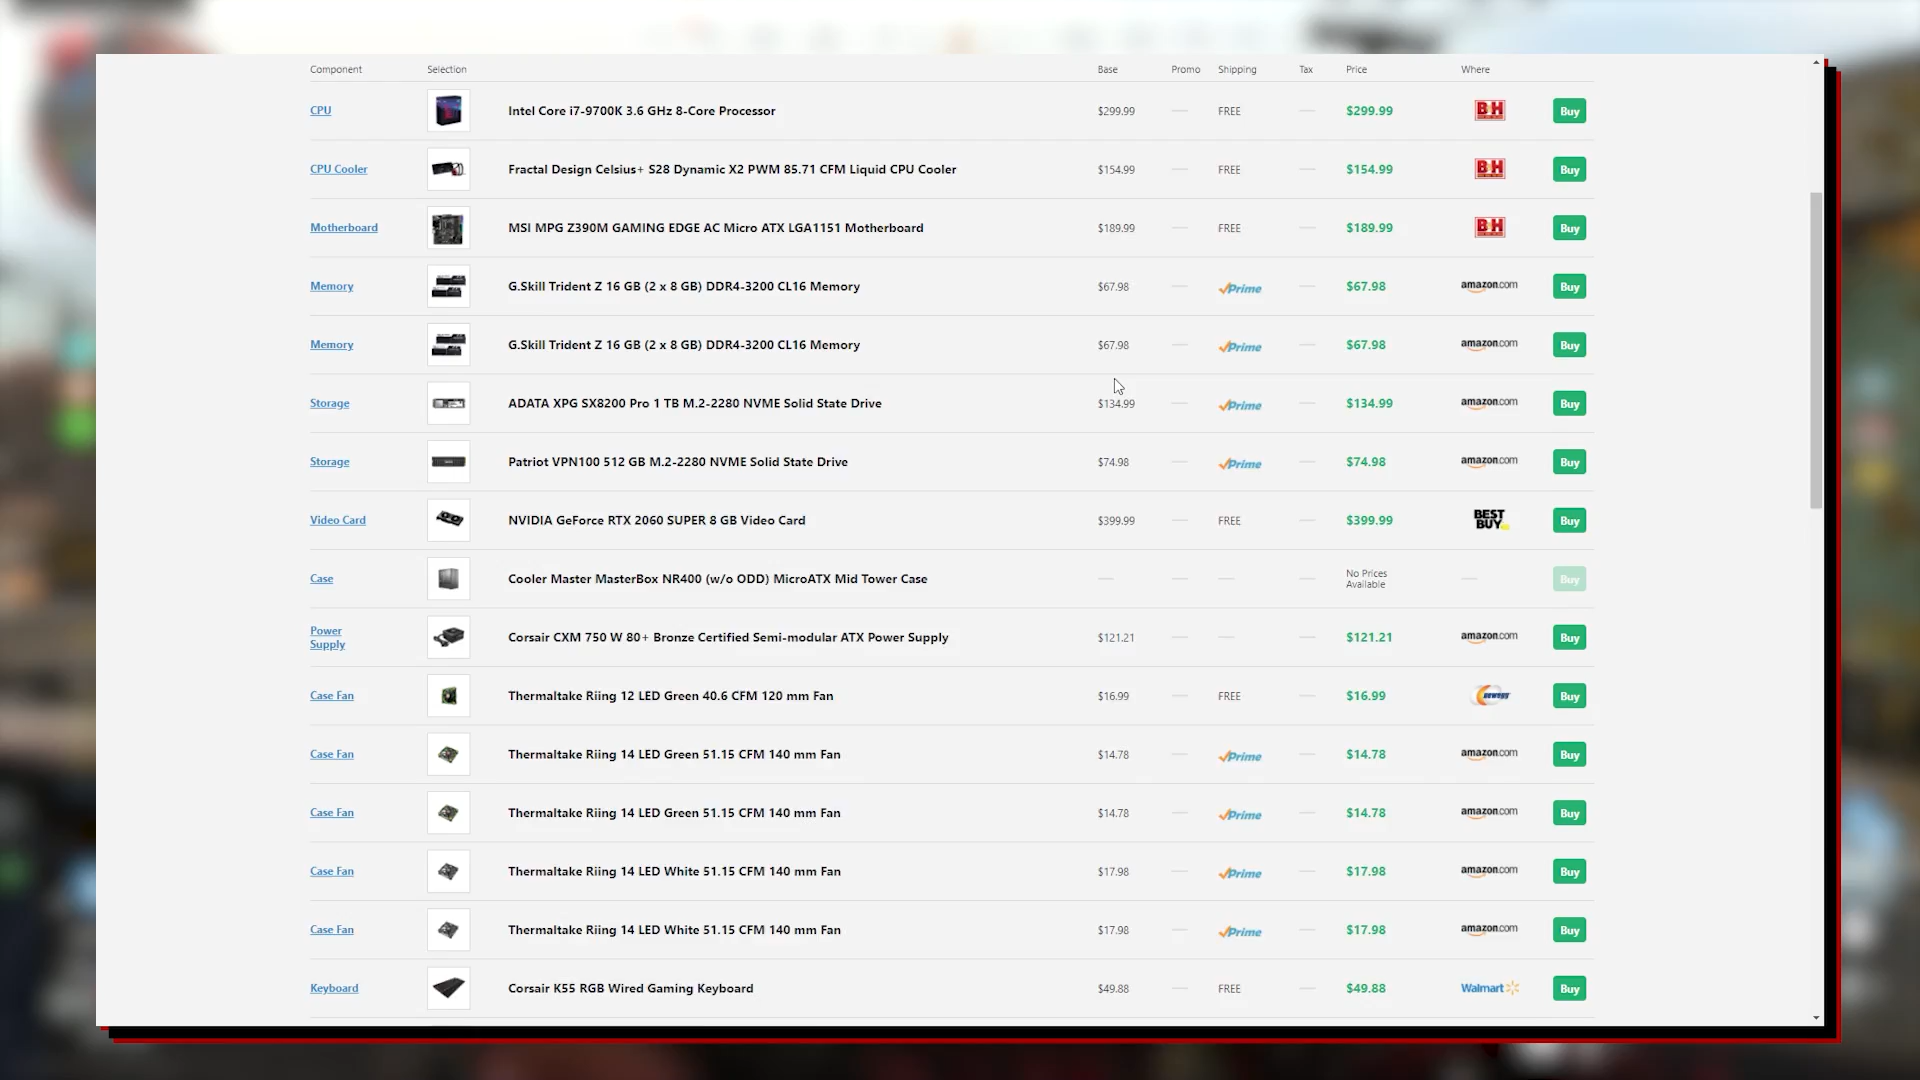 Component Selection Base Promo Shipping Tax Price Where
CPU Intel Core i7-9700K 3.6 GHz 8-Core Processor $299.99 — FREE — $299.99 B&H Buy
CPU Cooler Fractal Design Celsius+ S28 Dynamic X2 PWM 85.71 CFM Liquid CPU Cooler $154.99 — FREE — $154.99 B&H Buy
Motherboard MSI MPG Z390M GAMING EDGE AC Micro ATX LGA1151 Motherboard $189.99 — FREE — $189.99 B&H Buy
Memory G.Skill Trident Z 16 GB (2 x 8 GB) DDR4-3200 CL16 Memory $67.98 — Prime — $67.98 amazon.com Buy
Memory G.Skill Trident Z 16 GB (2 x 8 GB) DDR4-3200 CL16 Memory $67.98 — Prime — $67.98 amazon.com Buy
Storage ADATA XPG SX8200 Pro 1 TB M.2-2280 NVME Solid State Drive $134.99 — Prime — $134.99 amazon.com Buy
Storage Patriot VPN100 512 GB M.2-2280 NVME Solid State Drive $74.98 — Prime — $74.98 amazon.com Buy
Video Card NVIDIA GeForce RTX 2060 SUPER 8 GB Video Card $399.99 — FREE — $399.99 BEST BUY Buy
Case Cooler Master MasterBox NR400 (w/o ODD) MicroATX Mid Tower Case — — — — No Prices Available — Buy
Power Supply Corsair CXM 750 W 80+ Bronze Certified Semi-modular ATX Power Supply $121.21 — — — $121.21 amazon.com Buy
Case Fan Thermaltake Riing 12 LED Green 40.6 CFM 120 mm Fan $16.99 — FREE — $16.99 newegg Buy
Case Fan Thermaltake Riing 14 LED Green 51.15 CFM 140 mm Fan $14.78 — Prime — $14.78 amazon.com Buy
Case Fan Thermaltake Riing 14 LED Green 51.15 CFM 140 mm Fan $14.78 — Prime — $14.78 amazon.com Buy
Case Fan Thermaltake Riing 14 LED White 51.15 CFM 140 mm Fan $17.98 — Prime — $17.98 amazon.com Buy
Case Fan Thermaltake Riing 14 LED White 51.15 CFM 140 mm Fan $17.98 — Prime — $17.98 amazon.com Buy
Keyboard Corsair K55 RGB Wired Gaming Keyboard $49.88 — FREE — $49.88 Walmart Buy